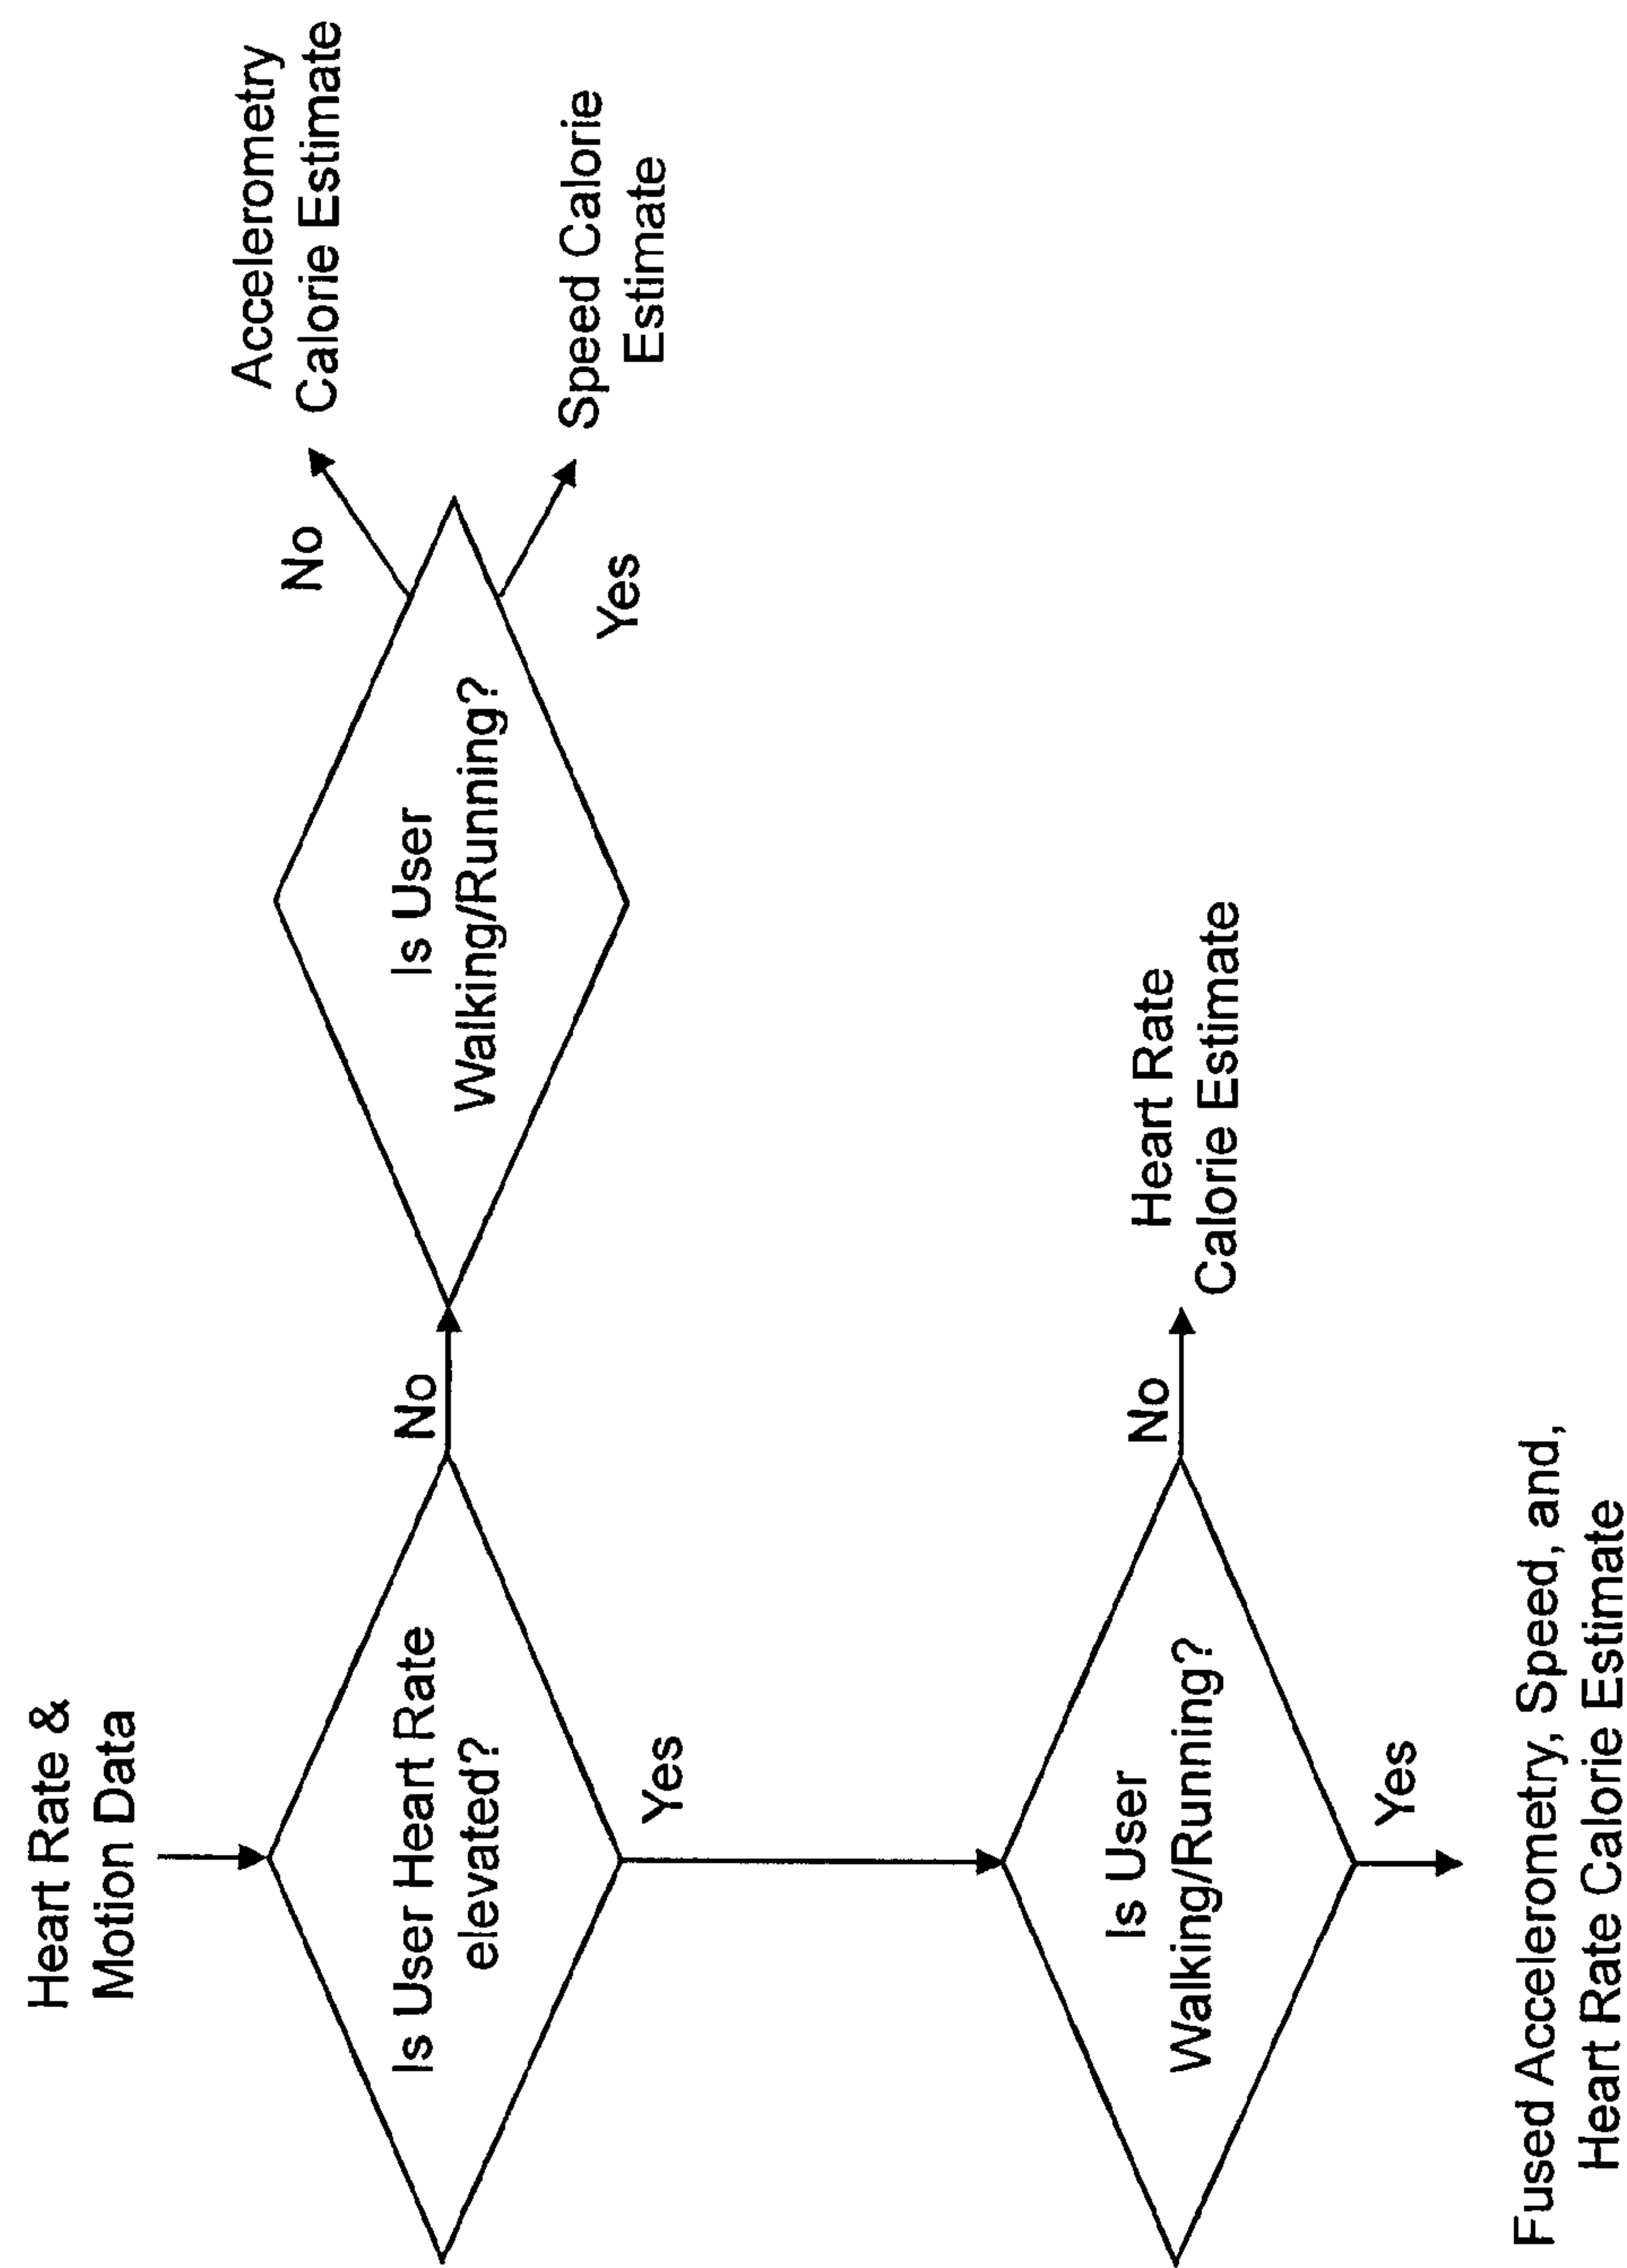 Heart Rate &
Motion Data
Is User Heart Rate
elevated?
No
Is User
Walking/Running?
No
Accelerometry
Calorie Estimate
Yes
Speed Calorie
Estimate
Yes
Is User
Walking/Running?
No
Heart Rate
Calorie Estimate
Yes
Fused Accelerometry, Speed, and,
Heart Rate Calorie Estimate